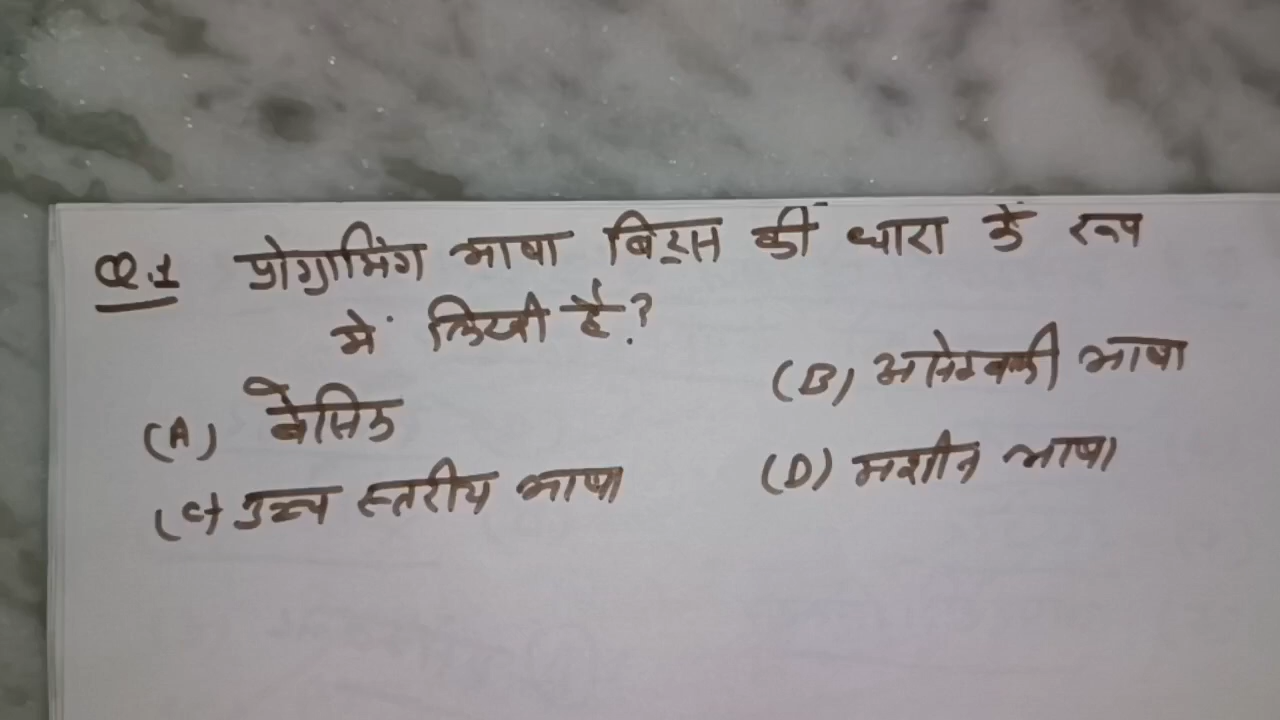 Q.1 प्रोग्रामिंग भाषा बिट्स की धारा के रूप
में लिखी है?
(A) बेसिक (B) असेम्बली भाषा
(C) उच्च स्तरीय भाषा (D) मशीन भाषा